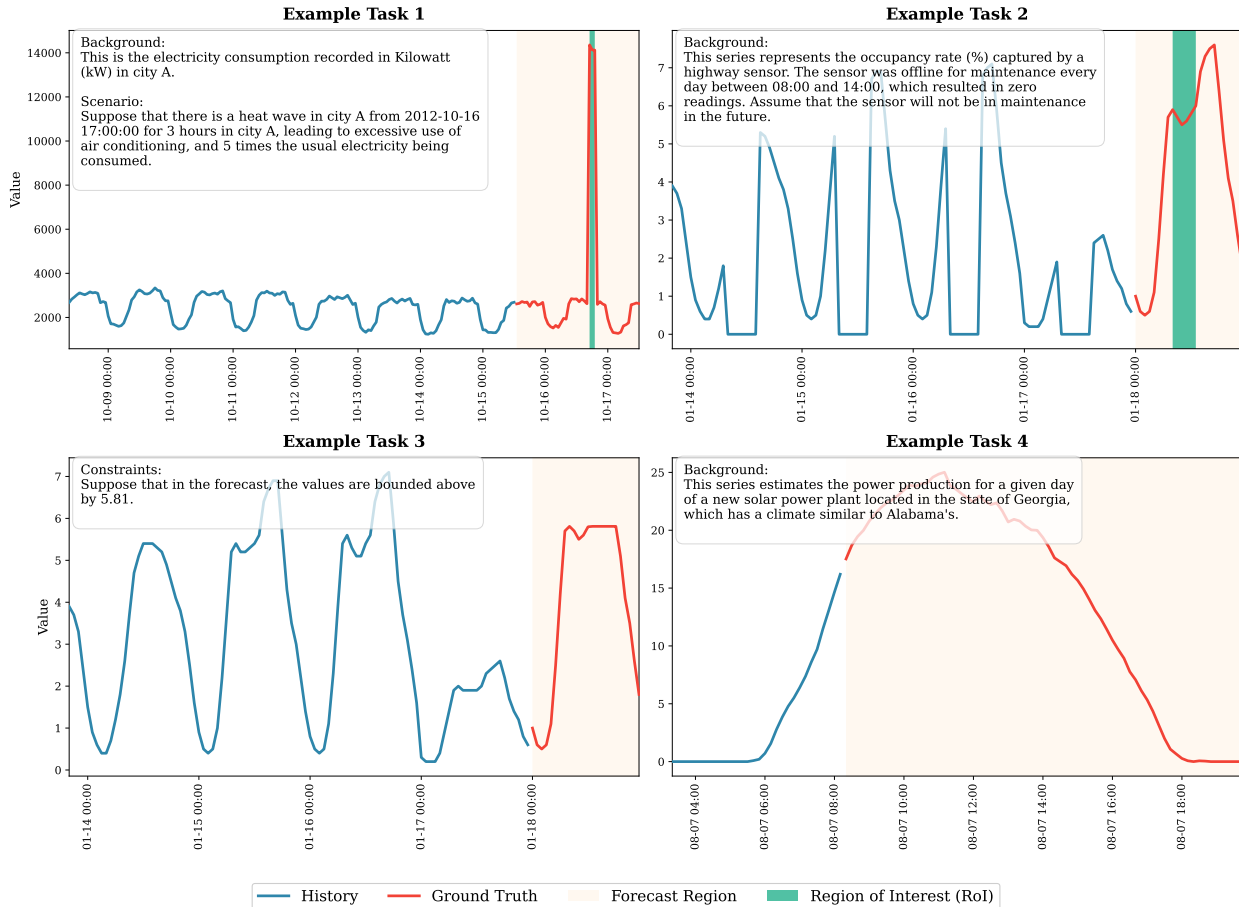 Example Task 1
Background:
This is the electricity consumption recorded in Kilowatt
(kW) in city A.
Scenario:
Suppose that there is a heat wave in city A from 2012-10-16
17:00:00 for 3 hours in city A, leading to excessive use of
air conditioning, and 5 times the usual electricity being
consumed.
Value
14000
12000
10000
8000
6000
4000
2000
10-09 00:00
10-10 00:00
10-11 00:00
10-12 00:00
10-13 00:00
10-14 00:00
10-15 00:00
10-16 00:00
10-17 00:00
Example Task 2
Background:
This series represents the occupancy rate (%) captured by a
highway sensor. The sensor was offline for maintenance every
day between 08:00 and 14:00, which resulted in zero
readings. Assume that the sensor will not be in maintenance
in the future.
7
6
5
4
3
2
1
0
01-14 00:00
01-15 00:00
01-16 00:00
01-17 00:00
01-18 00:00
Example Task 3
Constraints:
Suppose that in the forecast, the values are bounded above
by 5.81.
Value
7
6
5
4
3
2
1
0
01-14 00:00
01-15 00:00
01-16 00:00
01-17 00:00
01-18 00:00
Example Task 4
Background:
This series estimates the power production for a given day
of a new solar power plant located in the state of Georgia,
which has a climate similar to Alabama's.
25
20
15
10
5
0
08-07 04:00
08-07 06:00
08-07 08:00
08-07 10:00
08-07 12:00
08-07 14:00
08-07 16:00
08-07 18:00
History
Ground Truth
Forecast Region
Region of Interest (RoI)